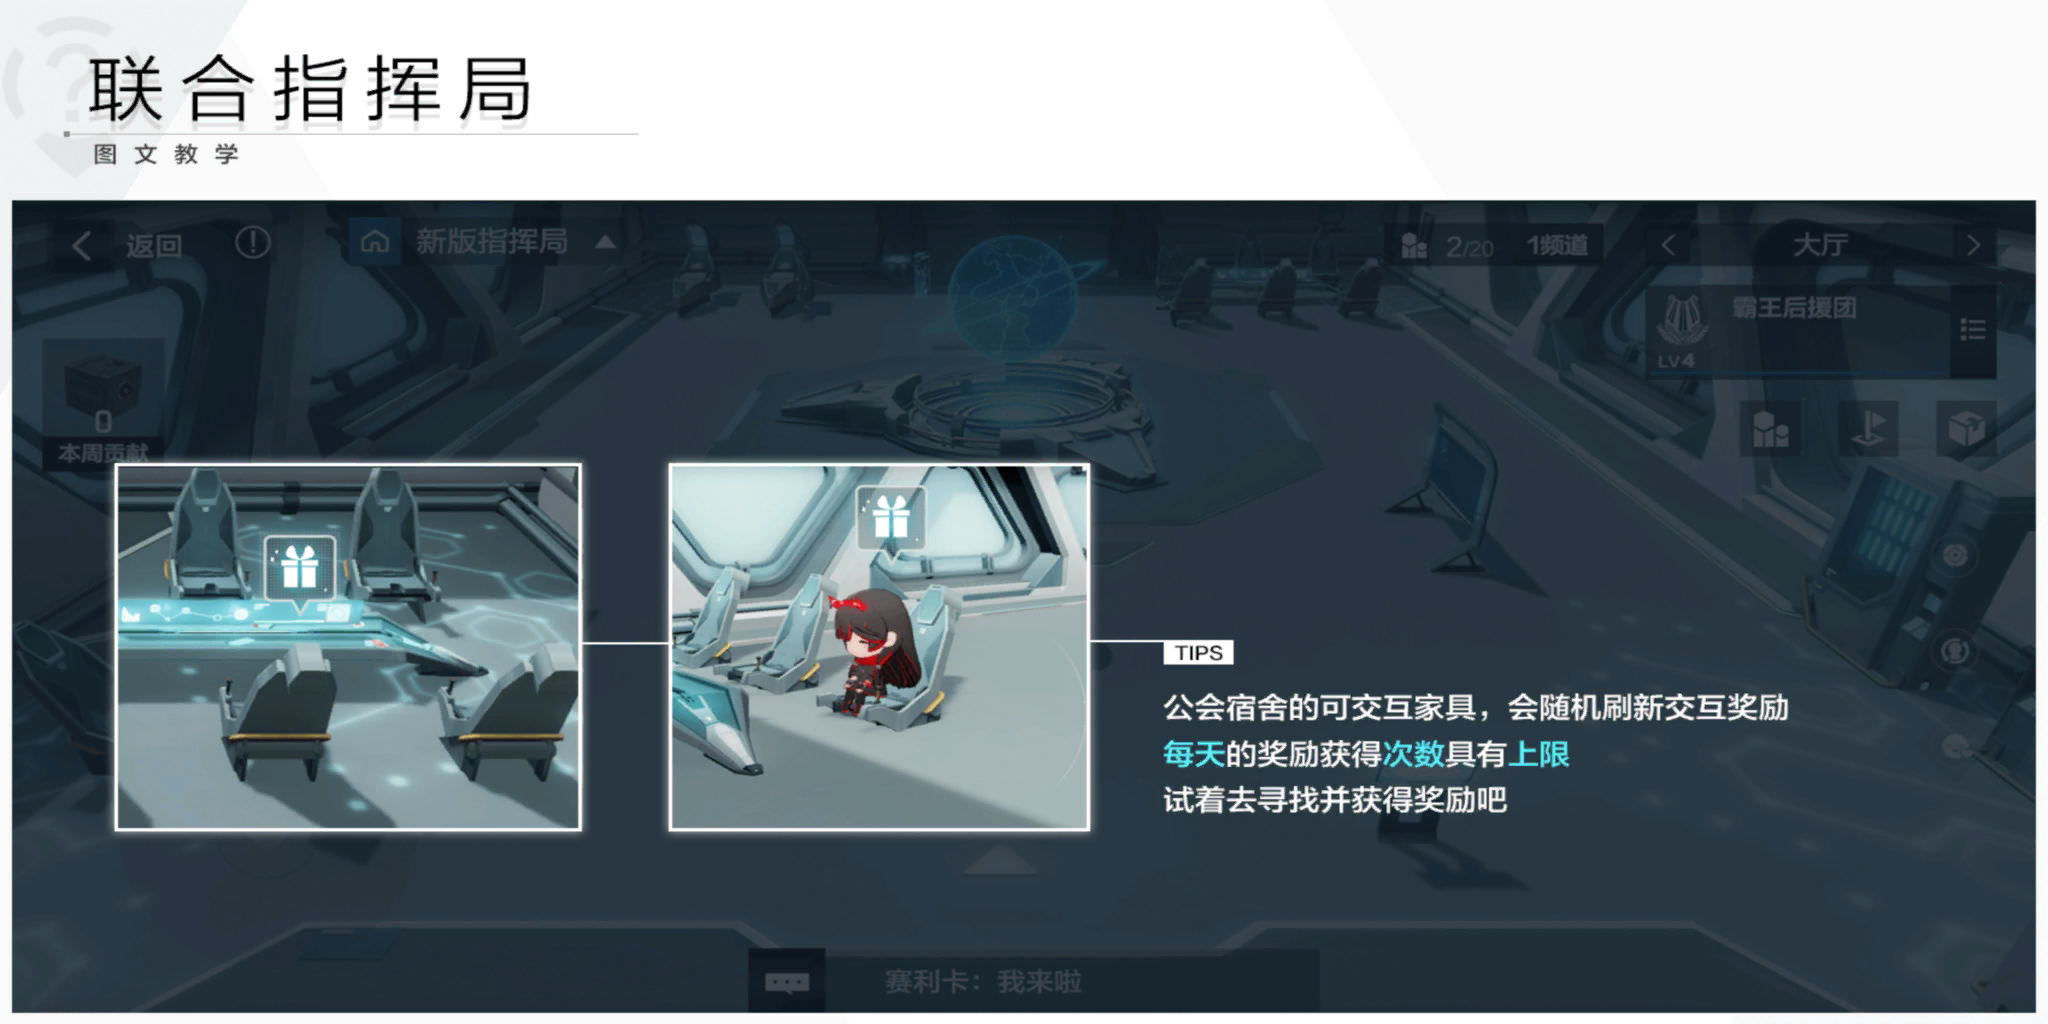 联合指挥局
图文教学
返回
新版指挥局
2/20
1频道
大厅
霸王后援团
LV4
0
本周贡献
TIPS
公会宿舍的可交互家具，会随机刷新交互奖励
每天的奖励获得次数具有上限
试着去寻找并获得奖励吧
赛利卡：我来啦